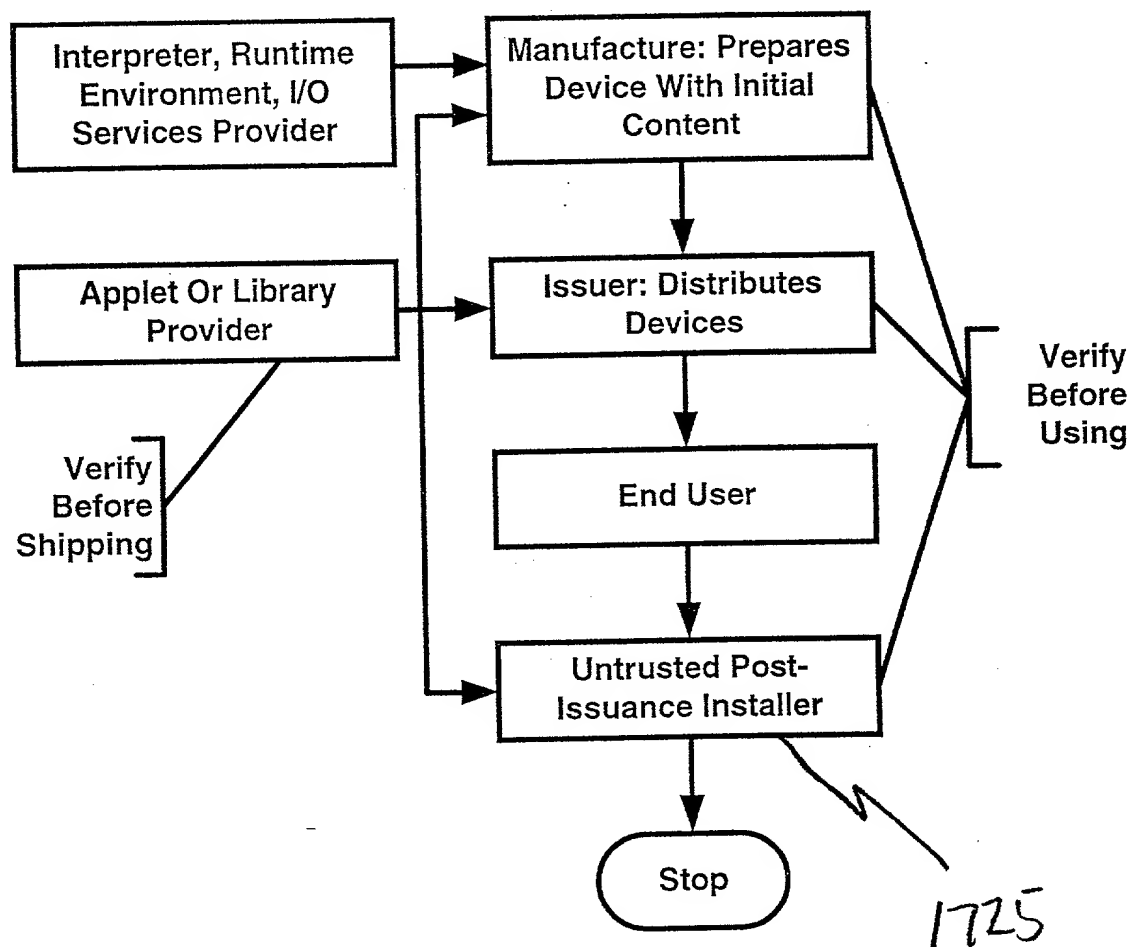 Interpreter, Runtime
Environment, I/O
Services Provider
Manufacture: Prepares
Device With Initial
Content
Applet Or Library
Provider
Issuer: Distributes
Devices
Verify
Before
Using
Verify
Before
Shipping
End User
Untrusted Post-
Issuance Installer
Stop
1725